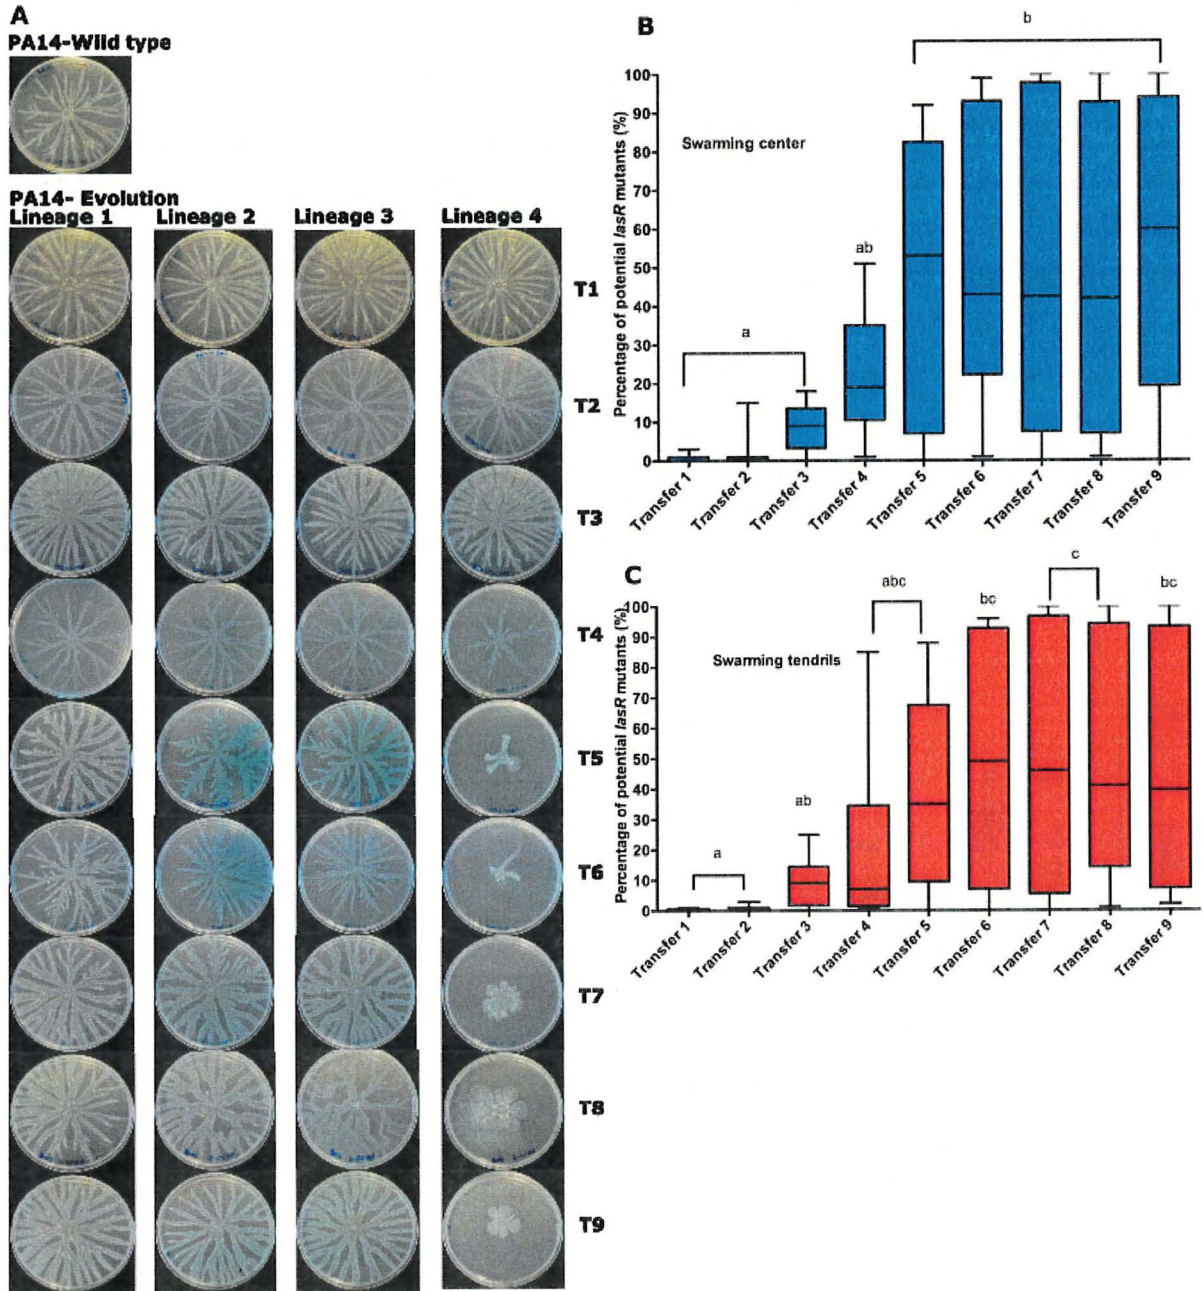 A
PA14-Wild type
PA14- Evolution
Lineage 1
Lineage 2
Lineage 3
Lineage 4
T1
T2
T3
T4
T5
T6
T7
T8
T9
B
b
Percentage of potential lasR mutants (%)
100
90
80
70
60
50
40
30
20
10
0
Swarming center
a
ab
Transfer 1
Transfer 2
Transfer 3
Transfer 4
Transfer 5
Transfer 6
Transfer 7
Transfer 8
Transfer 9
C
Percentage of potential lasR mutants (%)
100
90
80
70
60
50
40
30
20
10
0
Swarming tendrils
a
ab
abc
bc
c
bc
Transfer 1
Transfer 2
Transfer 3
Transfer 4
Transfer 5
Transfer 6
Transfer 7
Transfer 8
Transfer 9